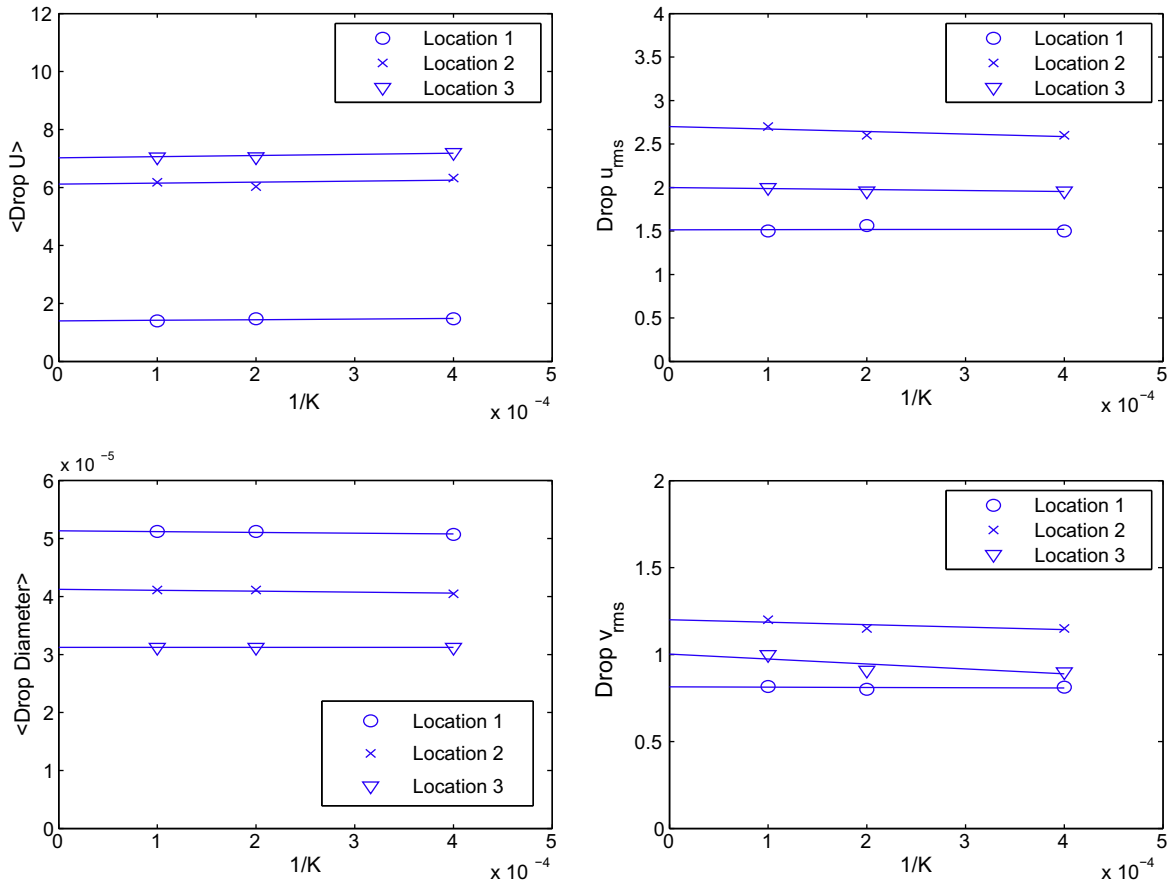 12
10
8
6
4
2
0
<Drop U>
Location 1
Location 2
Location 3
0 1 2 3 4 5
1/K
x 10 -4
4
3.5
3
2.5
2
1.5
1
0.5
0
Drop u rms
Location 1
Location 2
Location 3
0 1 2 3 4 5
1/K
x 10 -4
x 10 -5
6
5
4
3
2
1
0
<Drop Diameter>
Location 1
Location 2
Location 3
0 1 2 3 4 5
1/K
x 10 -4
2
1.5
1
0.5
0
Drop v rms
Location 1
Location 2
Location 3
0 1 2 3 4 5
1/K
x 10 -4